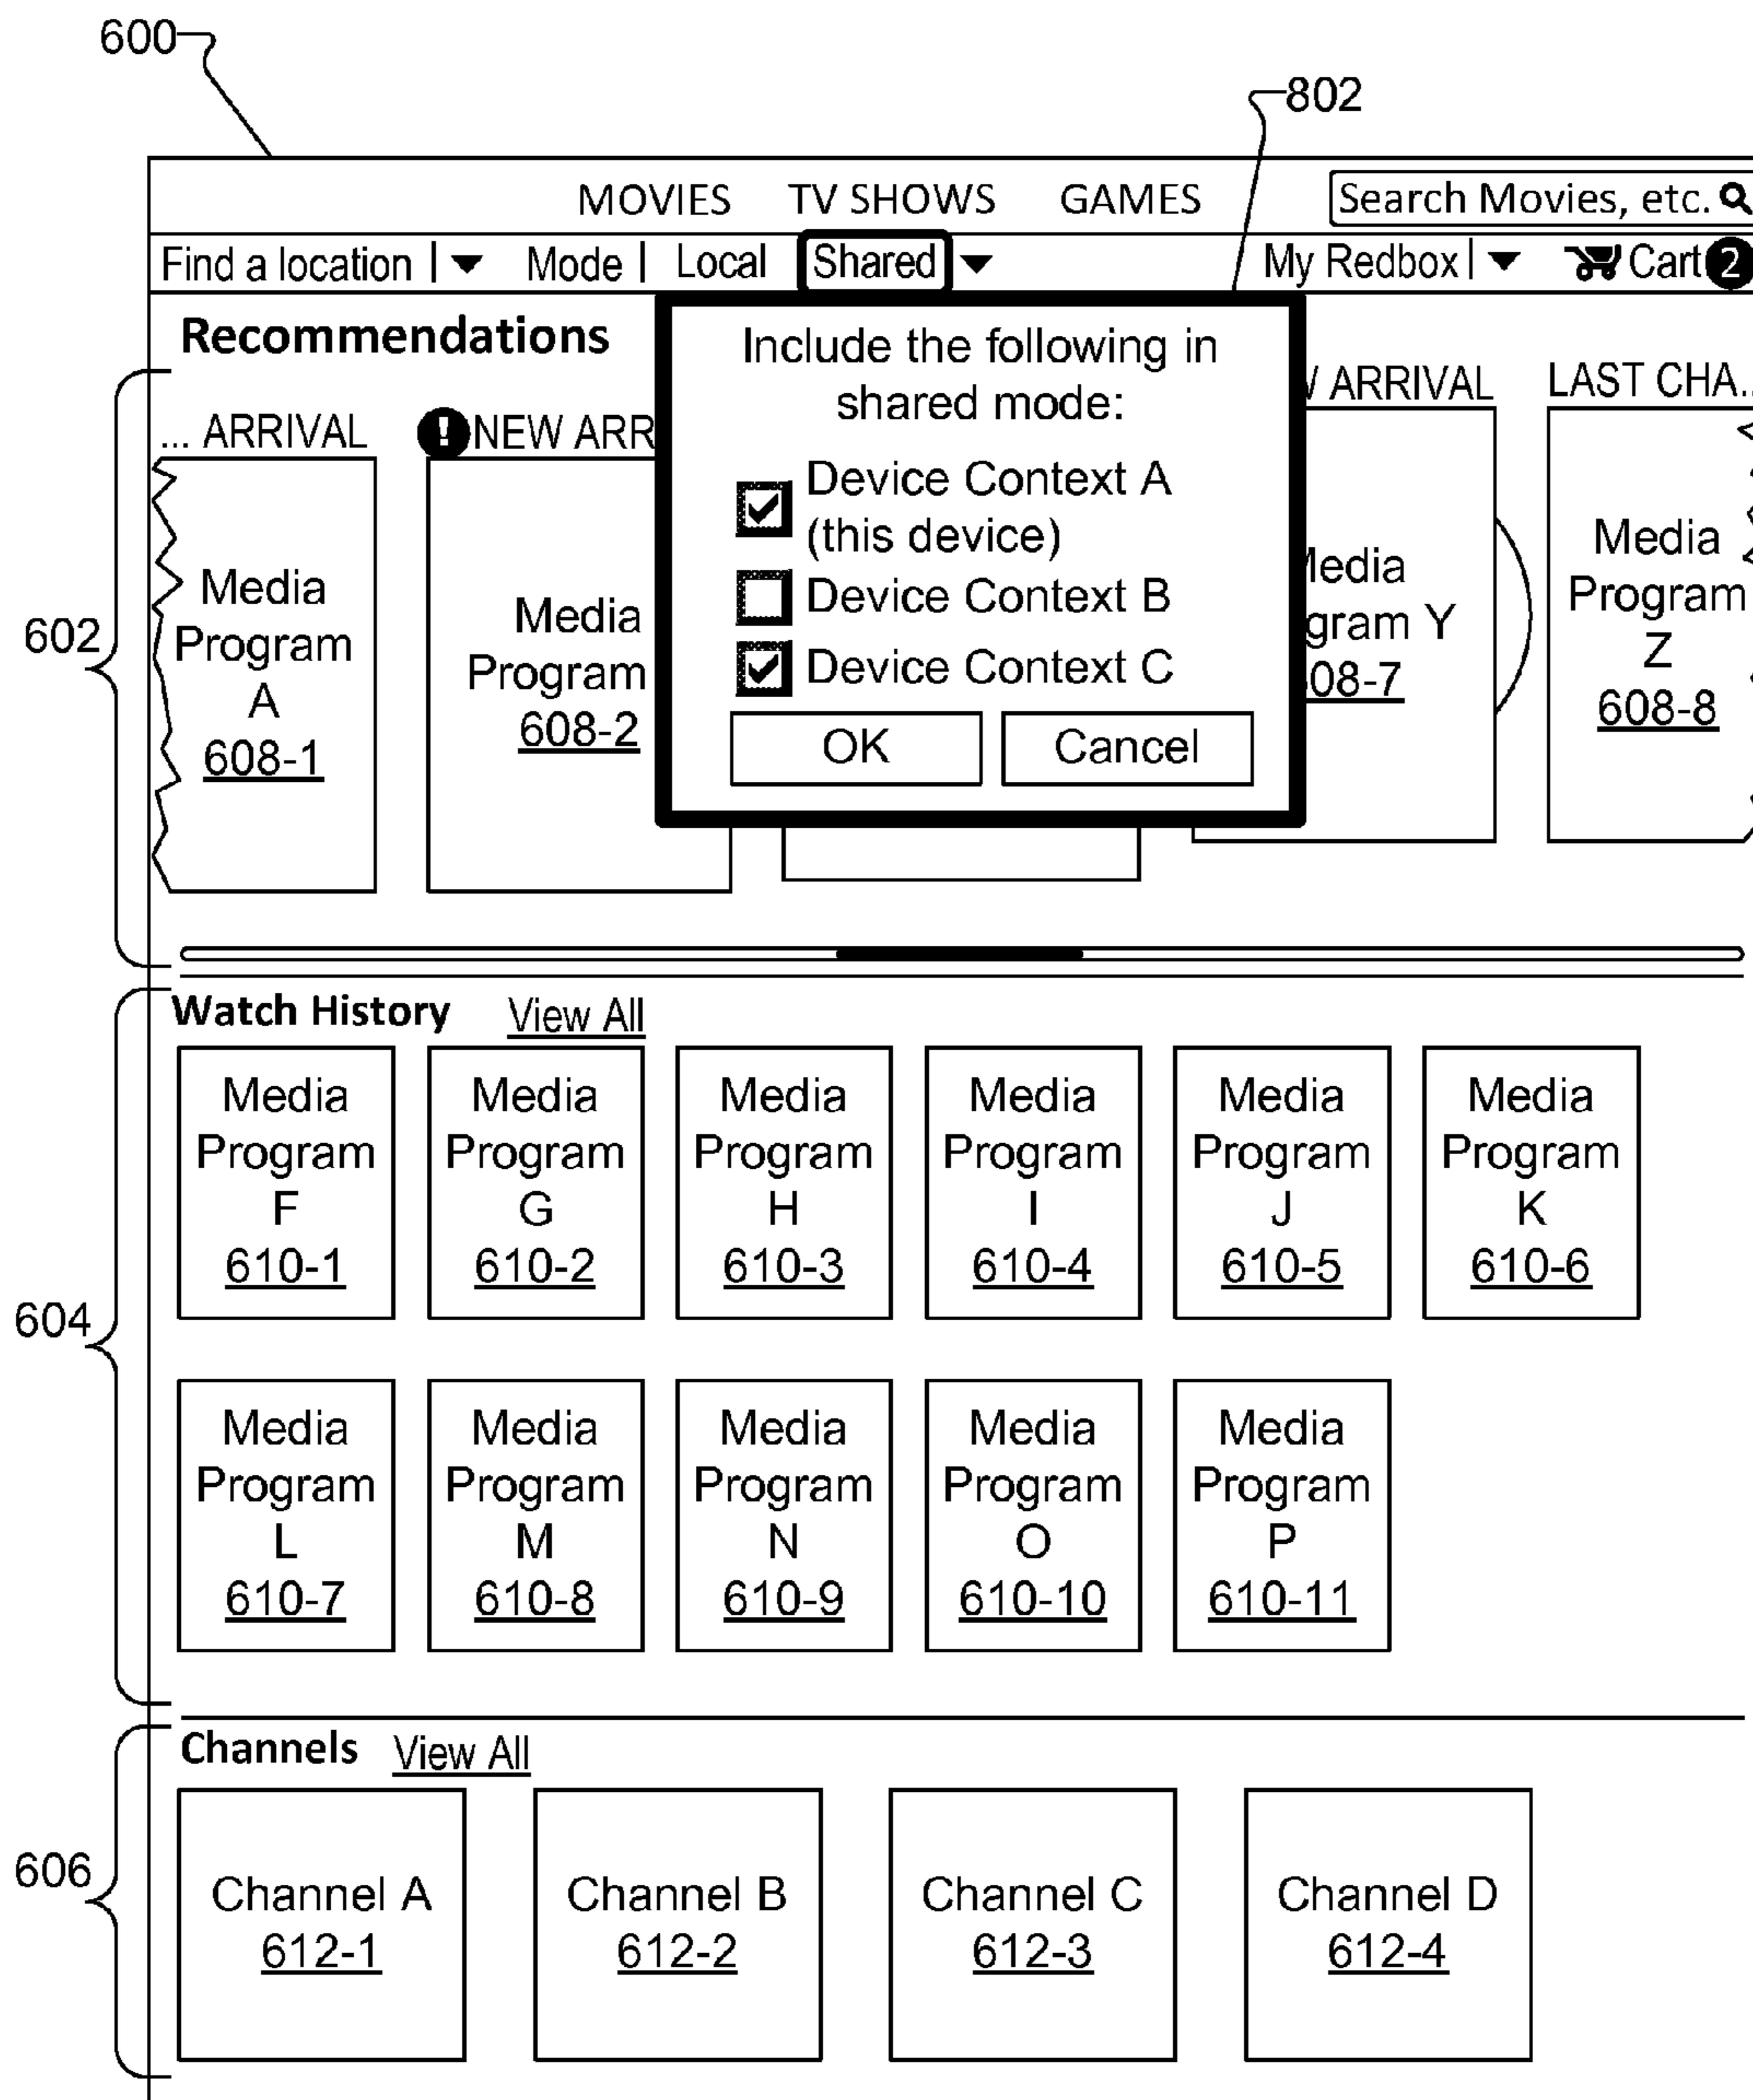 600
802
MOVIES TV SHOWS GAMES Search Movies, etc.
Find a location | Mode | Local Shared My Redbox | Cart 2
Recommendations
Include the following in
shared mode:
Device Context A
(this device)
Device Context B
Device Context C
OK Cancel
... ARRIVAL
! NEW ARR
ARRIVAL
LAST CHA..
602
Media
Program
A
608-1
Media
Program
608-2
edia
gram Y
08-7
Media
Program
Z
608-8
604
Watch History View All
Media
Program
F
610-1
Media
Program
G
610-2
Media
Program
H
610-3
Media
Program
I
610-4
Media
Program
J
610-5
Media
Program
K
610-6
Media
Program
L
610-7
Media
Program
M
610-8
Media
Program
N
610-9
Media
Program
O
610-10
Media
Program
P
610-11
606
Channels View All
Channel A
612-1
Channel B
612-2
Channel C
612-3
Channel D
612-4